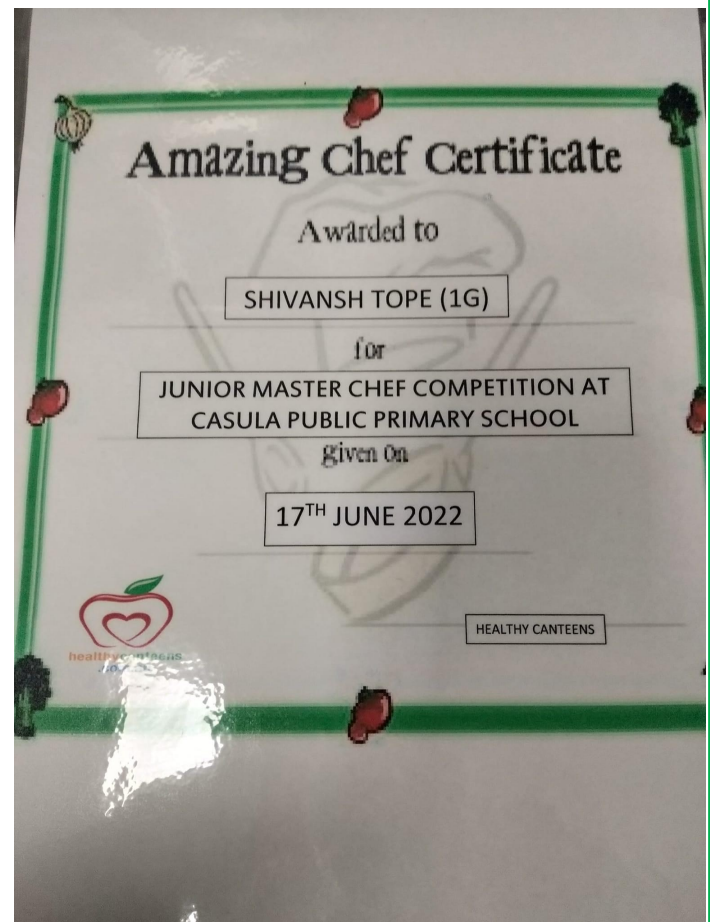 Amazing Chef Certificate
Awarded to
SHIVANSH TOPE (1G)
for
JUNIOR MASTER CHEF COMPETITION AT
CASULA PUBLIC PRIMARY SCHOOL
given on
17TH JUNE 2022
HEALTHY CANTEENS
healthycanteens